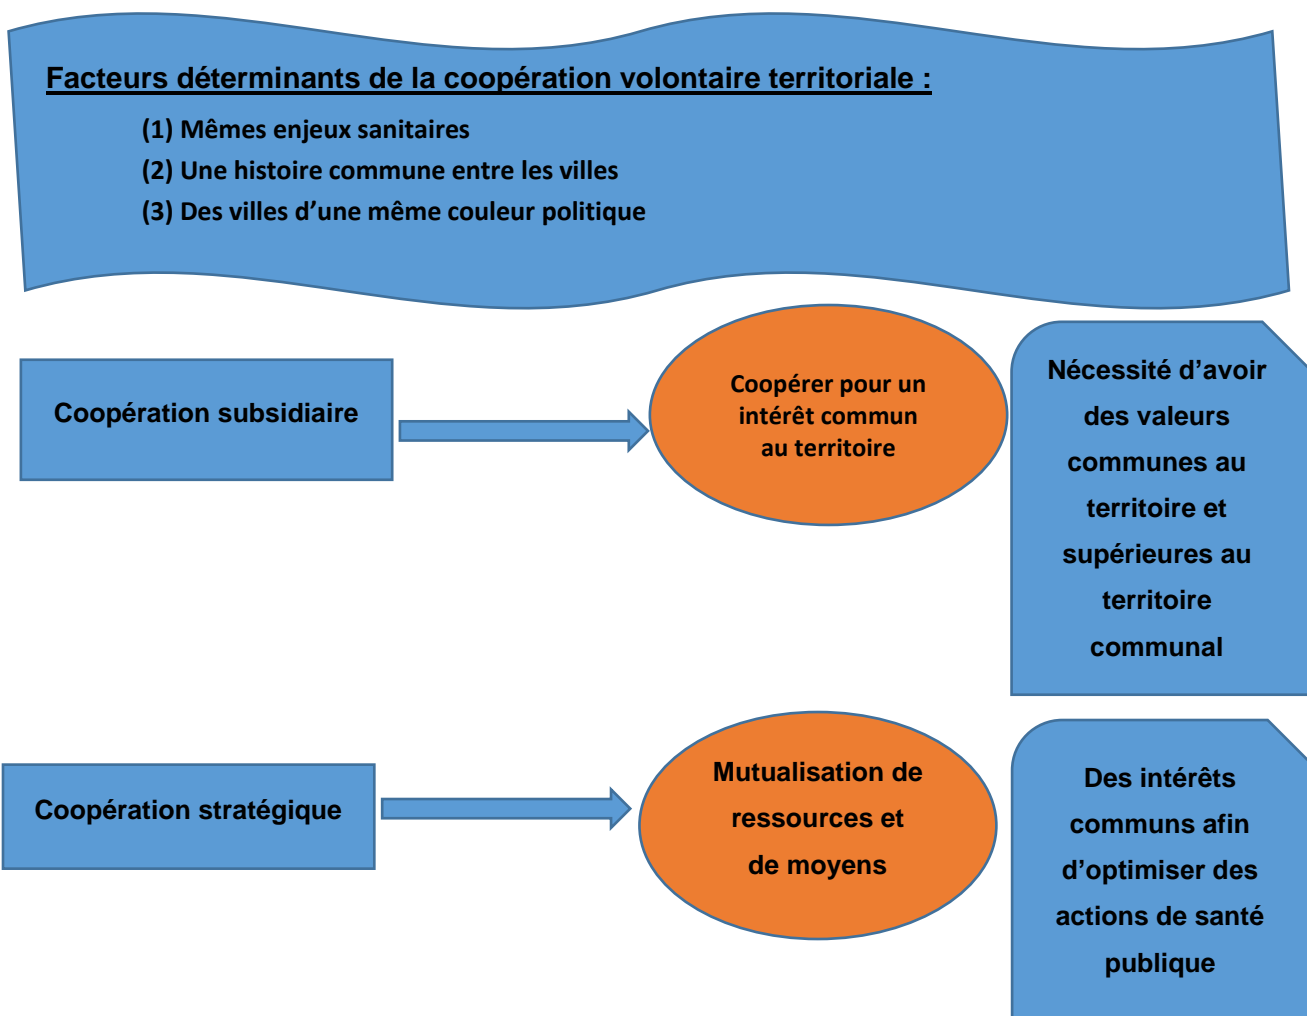 Facteurs déterminants de la coopération volontaire territoriale :
(1) Mêmes enjeux sanitaires
(2) Une histoire commune entre les villes
(3) Des villes d’une même couleur politique
Coopération subsidiaire
Coopérer pour un
intérêt commun
au territoire
Nécessité d’avoir
des valeurs
communes au
territoire et
supérieures au
territoire
communal
Coopération stratégique
Mutualisation de
ressources et
de moyens
Des intérêts
communs afin
d’optimiser des
actions de santé
publique